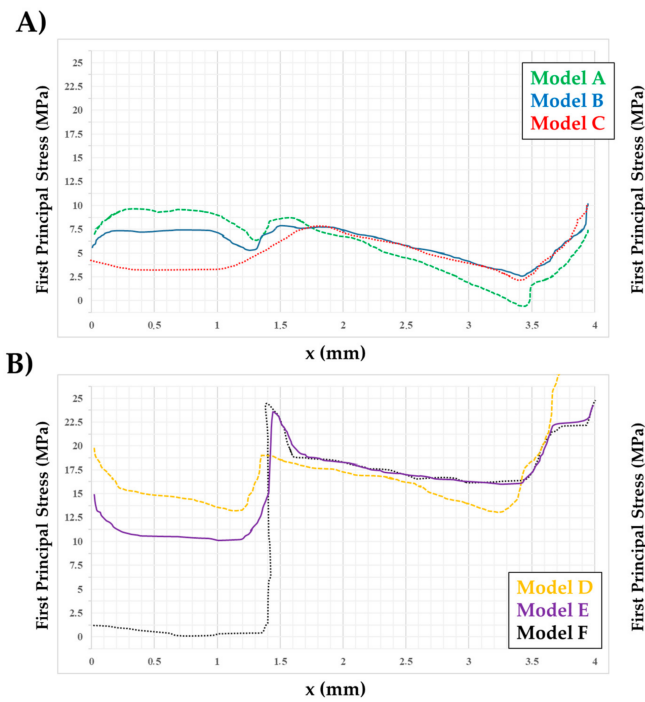 A)
First Principal Stress (MPa)
25
22.5
20
17.5
15
12.5
10
7.5
5
2.5
0
Model A
Model B
Model C
First Principal Stress (MPa)
0
0.5
1
1.5
2
2.5
3
3.5
4
x (mm)
B)
First Principal Stress (MPa)
25
22.5
20
17.5
15
12.5
10
7.5
5
2.5
0
Model D
Model E
Model F
First Principal Stress (MPa)
0
0.5
1
1.5
2
2.5
3
3.5
4
x (mm)